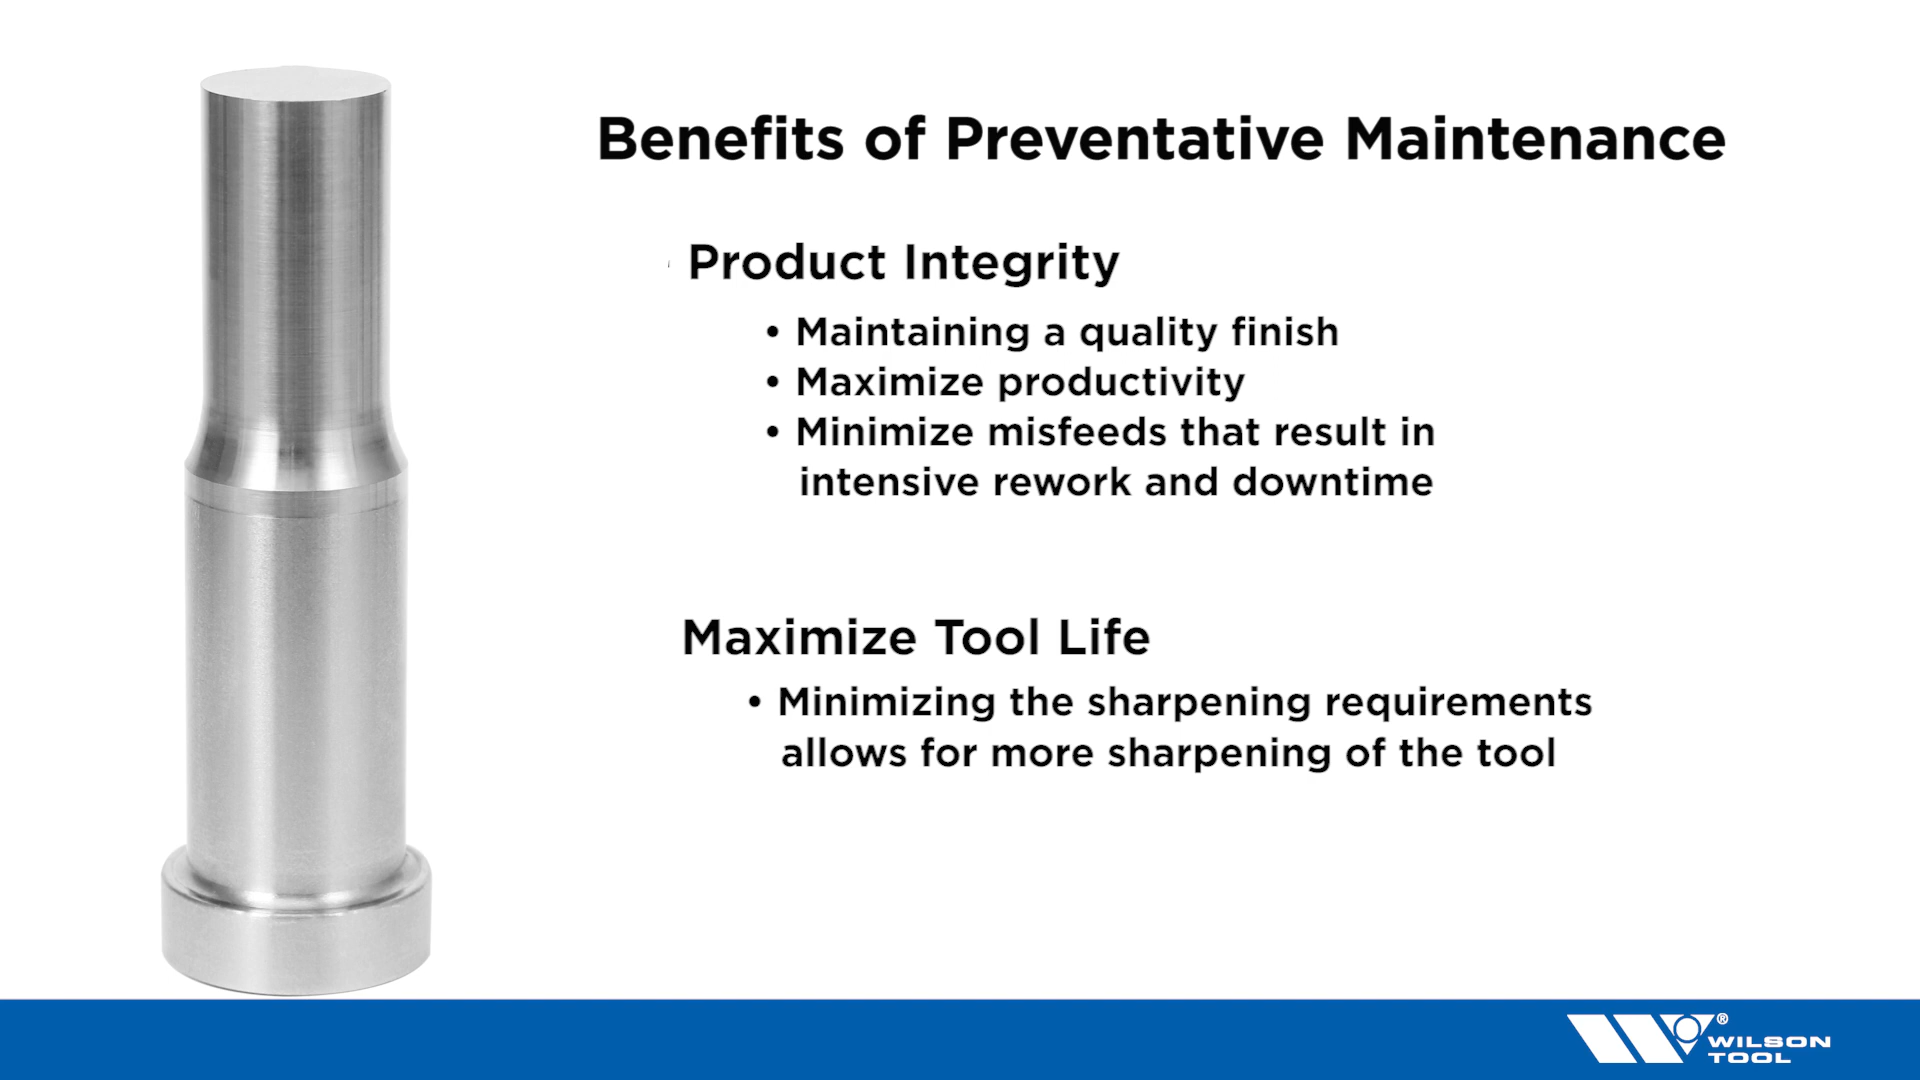 Benefits of Preventative Maintenance
Product Integrity
• Maintaining a quality finish
• Maximize productivity
• Minimize misfeeds that result in
intensive rework and downtime
Maximize Tool Life
• Minimizing the sharpening requirements
allows for more sharpening of the tool
®
WILSON
TOOL